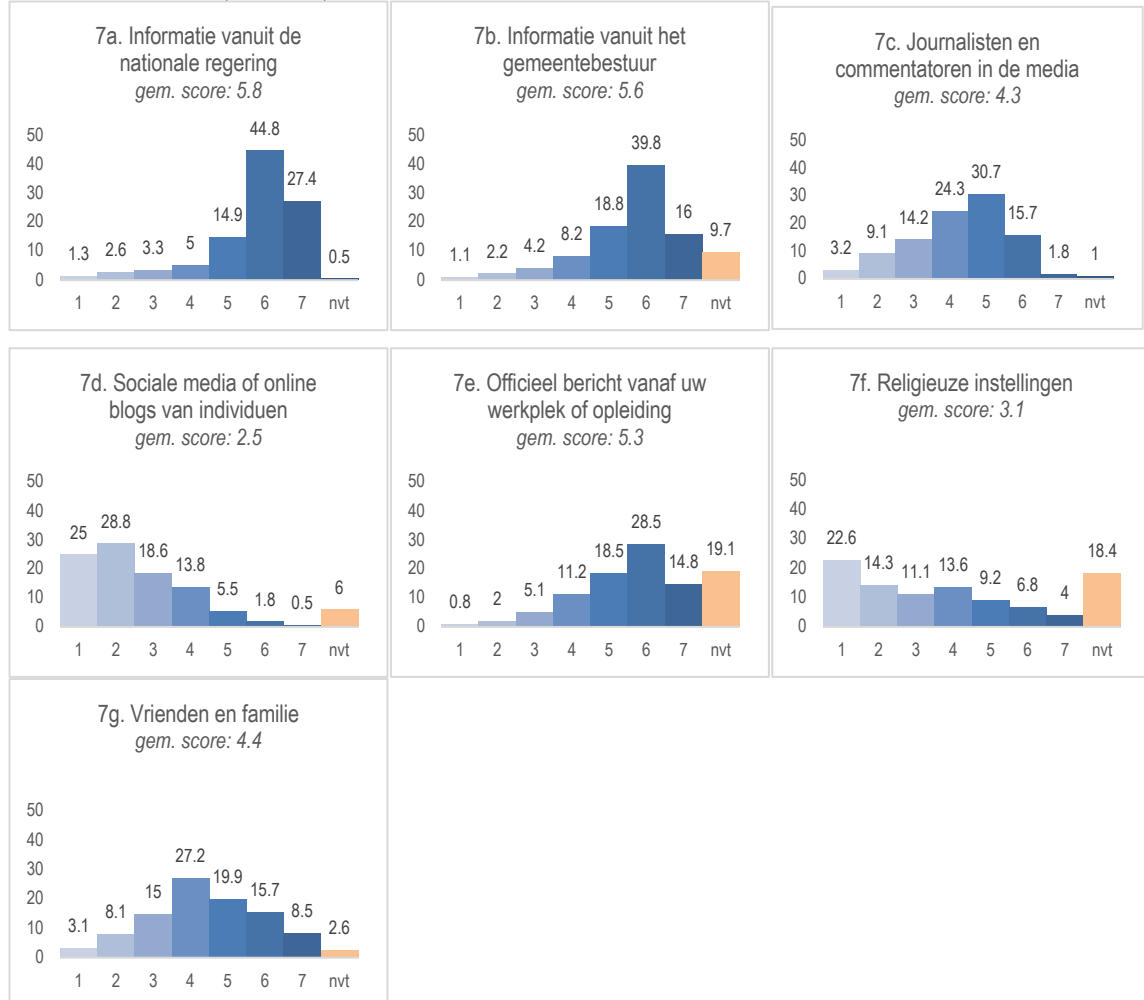 7a. Informatie vanuit de
nationale regering
gem. score: 5.8
50
40
30
20
10
0
1.3 2.6 3.3 5 14.9 44.8 27.4 0.5
1 2 3 4 5 6 7 nvt
7b. Informatie vanuit het
gemeentebestuur
gem. score: 5.6
50
40
30
20
10
0
1.1 2.2 4.2 8.2 18.8 39.8 16 9.7
1 2 3 4 5 6 7 nvt
7c. Journalisten en
commentatoren in de media
gem. score: 4.3
50
40
30
20
10
0
3.2 9.1 14.2 24.3 30.7 15.7 1.8 1
1 2 3 4 5 6 7 nvt
7d. Sociale media of online
blogs van individuen
gem. score: 2.5
50
40
30
20
10
0
25 28.8 18.6 13.8 5.5 1.8 0.5 6
1 2 3 4 5 6 7 nvt
7e. Officieel bericht vanaf uw
werkplek of opleiding
gem. score: 5.3
50
40
30
20
10
0
0.8 2 5.1 11.2 18.5 28.5 14.8 19.1
1 2 3 4 5 6 7 nvt
7f. Religieuze instellingen
gem. score: 3.1
50
40
30
20
10
0
22.6 14.3 11.1 13.6 9.2 6.8 4 18.4
1 2 3 4 5 6 7 nvt
7g. Vrienden en familie
gem. score: 4.4
50
40
30
20
10
0
3.1 8.1 15 27.2 19.9 15.7 8.5 2.6
1 2 3 4 5 6 7 nvt